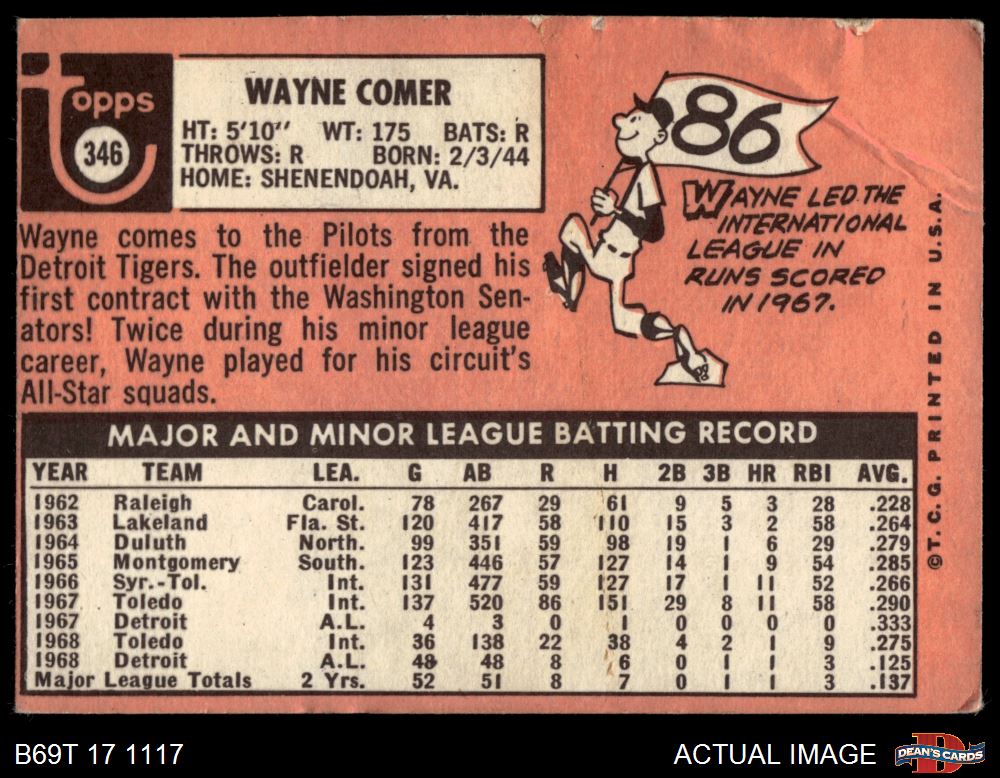 Topps
346
WAYNE COMER
HT: 5'10" WT: 175 BATS: R
THROWS: R BORN: 2/3/44
HOME: SHENENDOAH, VA.
86
WAYNE LED THE
INTERNATIONAL
LEAGUE IN
RUNS SCORED
IN 1967.
Wayne comes to the Pilots from the
Detroit Tigers. The outfielder signed his
first contract with the Washington Sen-
ators! Twice during his minor league
career, Wayne played for his circuit's
All-Star squads.
MAJOR AND MINOR LEAGUE BATTING RECORD
YEAR TEAM LEA. G AB R H 2B 3B HR RBI AVG.
1962 Raleigh Carol. 78 267 29 61 9 5 3 28 .228
1963 Lakeland Fla. St. 120 417 58 110 15 3 2 58 .264
1964 Duluth North. 99 351 59 98 19 1 6 29 .279
1965 Montgomery South. 123 446 57 127 14 1 9 54 .285
1966 Syr.-Tol. Int. 131 477 59 127 17 1 11 52 .266
1967 Toledo Int. 137 520 86 151 29 8 11 58 .290
1967 Detroit A.L. 4 3 0 1 0 0 0 0 .333
1968 Toledo Int. 36 138 22 38 4 2 1 9 .275
1968 Detroit A.L. 48 48 8 6 0 1 1 3 .125
Major League Totals 2 Yrs. 52 51 8 7 0 1 1 3 .137
©T.C.G. PRINTED IN U.S.A.
B69T 17 1117
ACTUAL IMAGE
DEAN'S CARDS